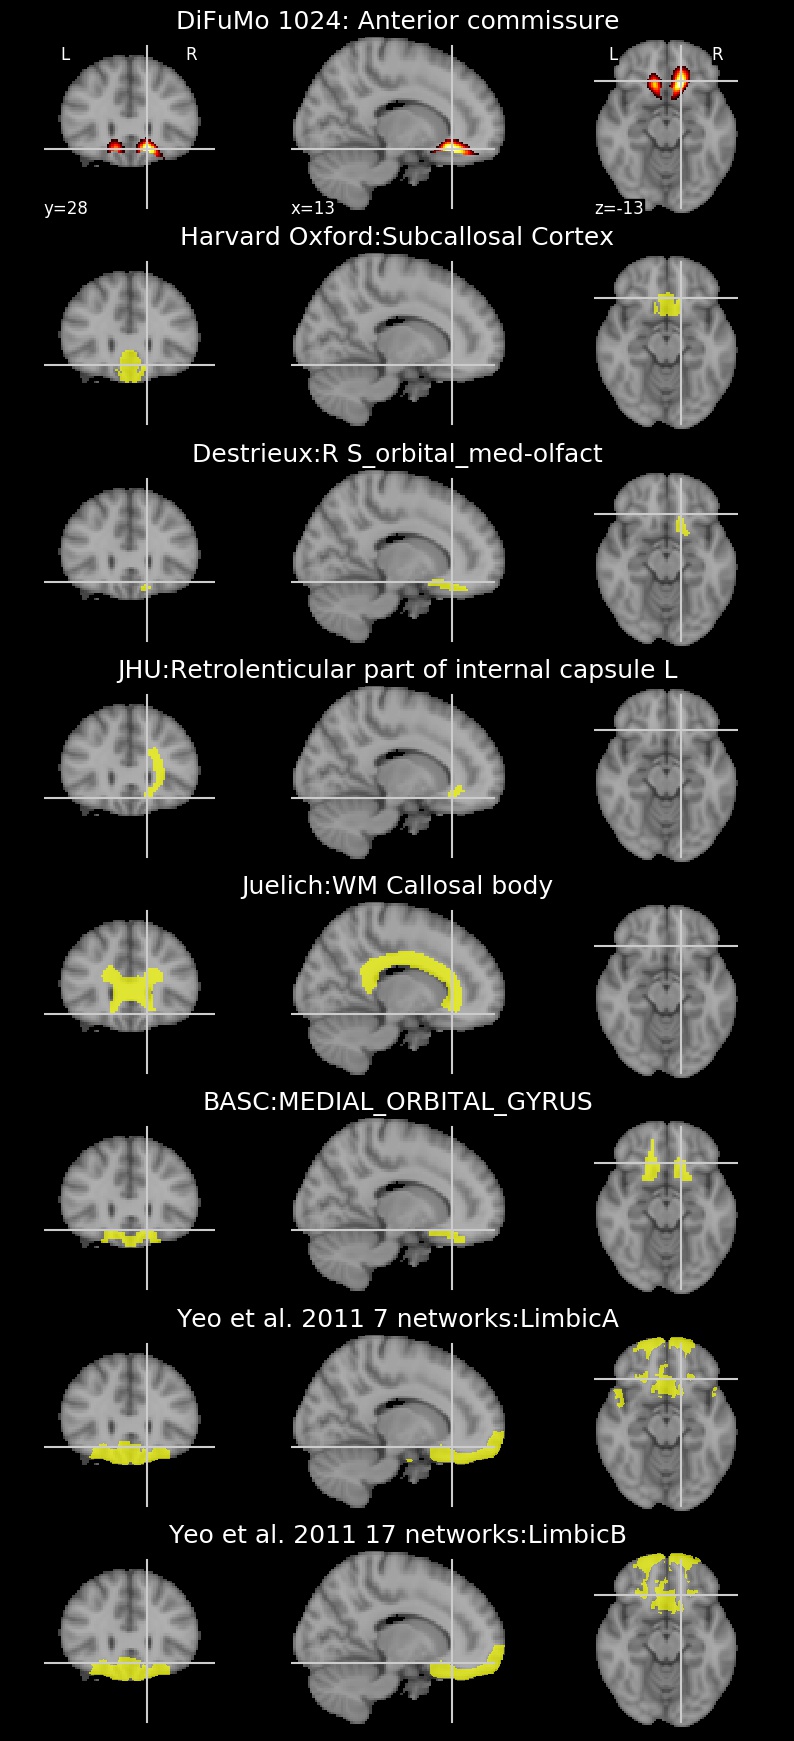 DiFuMo 1024: Anterior commissure
L R L R
y=28 x=13 z=-13
Harvard Oxford:Subcallosal Cortex
Destrieux:R S_orbital_med-olfact
JHU:Retrolenticular part of internal capsule L
Juelich:WM Callosal body
BASC:MEDIAL_ORBITAL_GYRUS
Yeo et al. 2011 7 networks:LimbicA
Yeo et al. 2011 17 networks:LimbicB